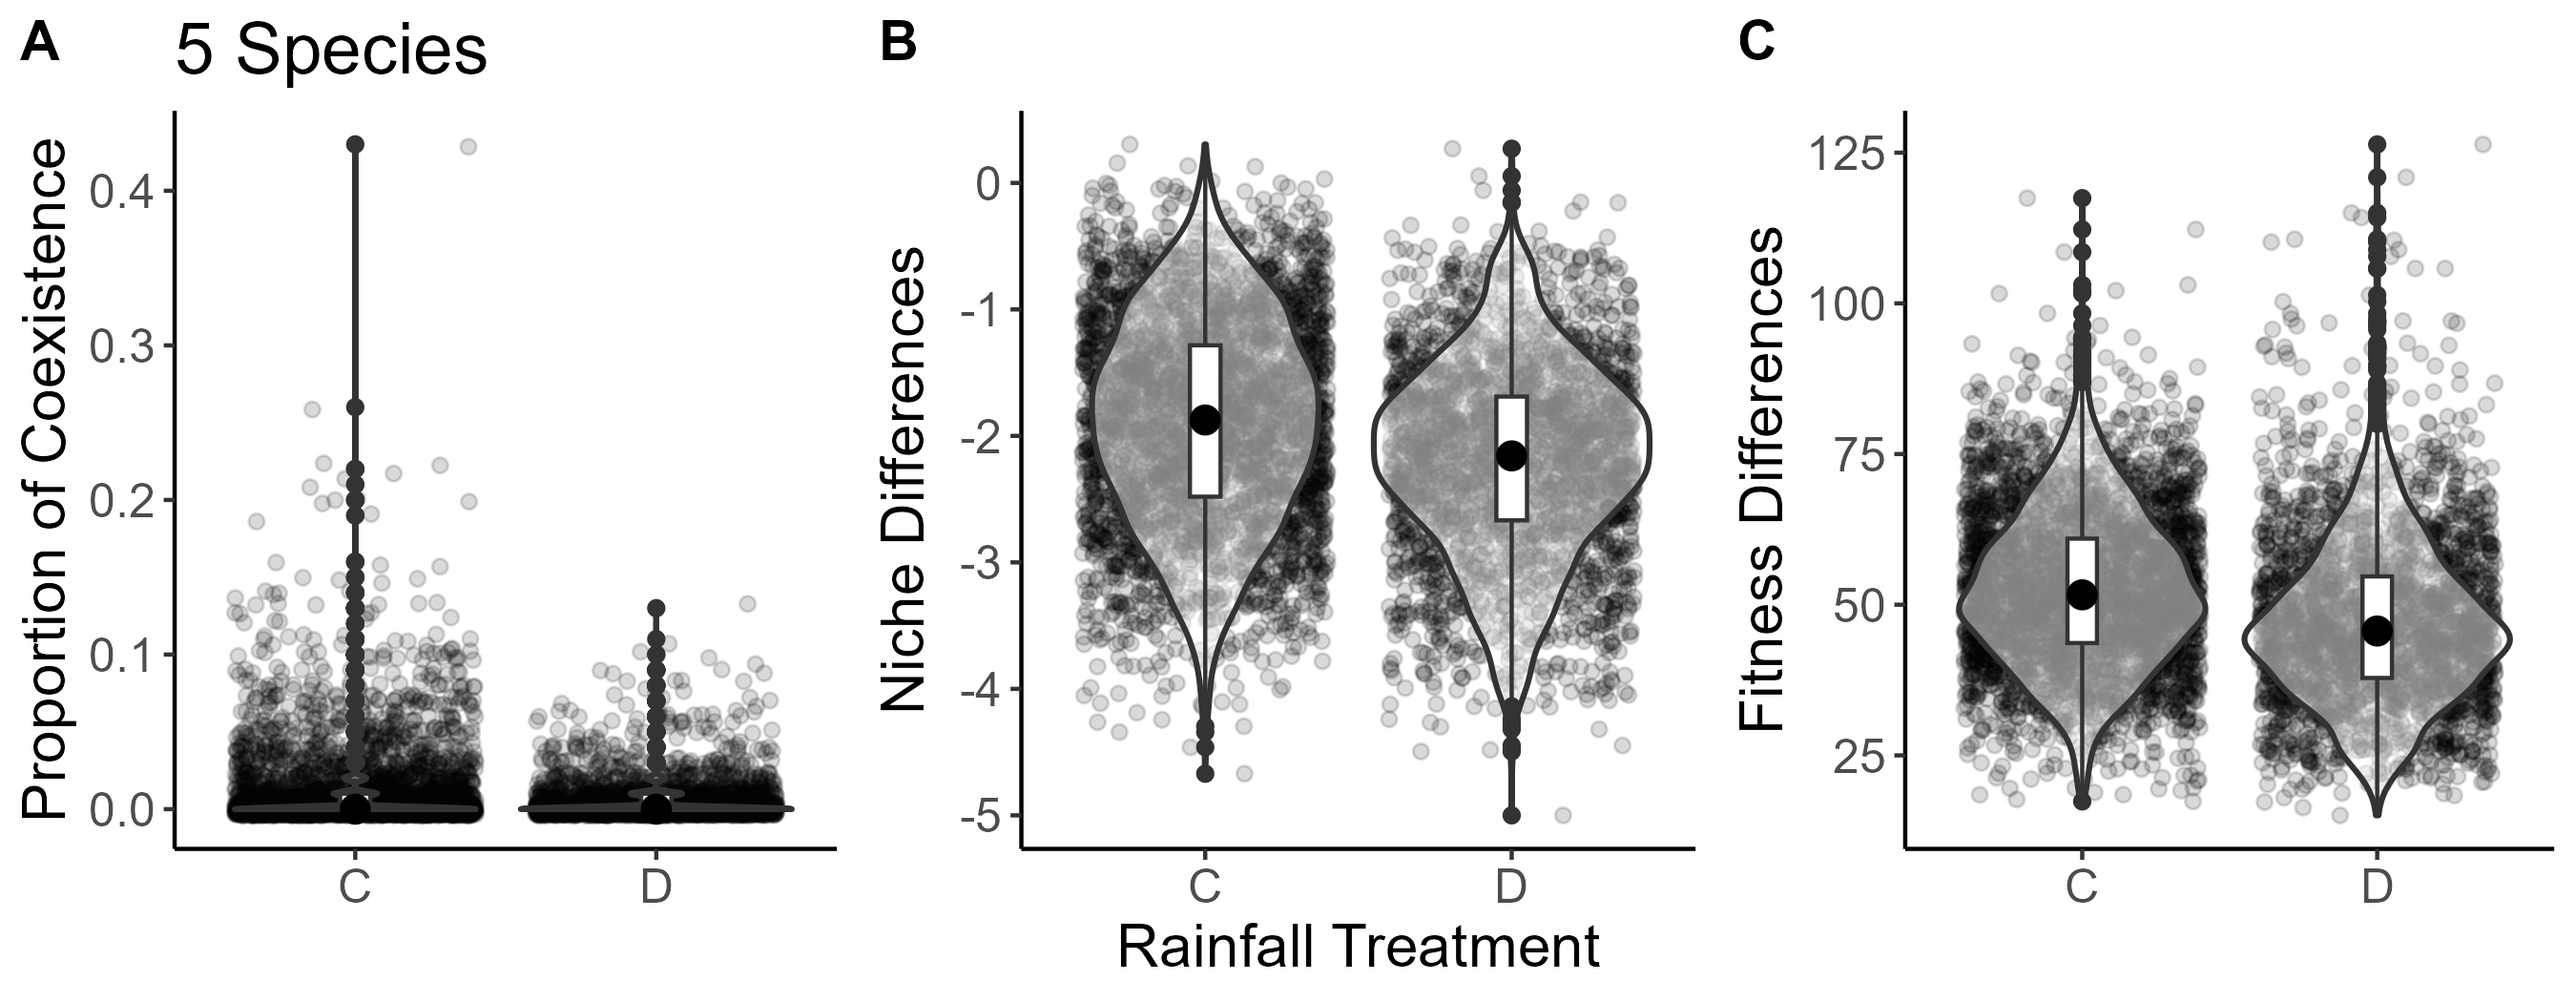 A
5 Species
Proportion of Coexistence
0.4
0.3
0.2
0.1
0.0
C
D
B
Niche Differences
0
-1
-2
-3
-4
-5
C
D
Rainfall Treatment
C
Fitness Differences
125
100
75
50
25
C
D